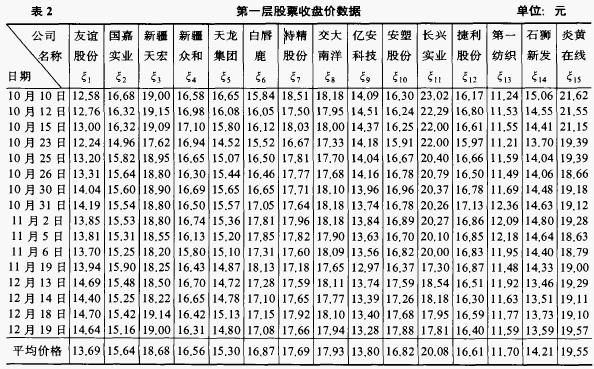 表 2 第一层股票收盘价数据 单位: 元
公司 友谊 国嘉 新疆 新疆 天龙 白唇 特精 交大 亿安 安塑 长兴 捷利 第一 石狮 炎黄
名称 股份 实业 天宏 众和 集团 鹿 股份 南洋 科技 股份 实业 股份 纺织 新发 在线
日期 ξ1 ξ2 ξ3 ξ4 ξ5 ξ6 ξ7 ξ8 ξ9 ξ10 ξ11 ξ12 ξ13 ξ14 ξ15
10 月 10 日 12,58 16,68 19,00 16,58 16,65 15,84 18,51 18,18 14,09 16,30 23,02 16,17 11,24 15,06 21,62
10 月 12 日 12,76 16,32 19,15 16,98 16,08 16,05 17,50 17,95 14,51 16,24 22,29 16,80 11,53 14,55 21,55
10 月 15 日 13,00 16,32 19,09 17,10 15,80 16,12 18,03 18,00 14,37 16,25 22,00 16,61 11,55 14,41 21,15
10 月 23 日 12,24 14,96 17,62 16,94 14,52 15,52 16,67 17,33 14,18 15,91 22,00 15,97 11,21 13,70 19,39
10 月 25 日 13,20 15,82 18,95 16,65 15,07 16,50 17,81 17,70 14,04 16,67 20,40 16,66 11,59 14,04 19,39
10 月 26 日 13,31 15,64 18,80 16,30 15,44 16,46 17,77 17,68 14,16 16,78 20,79 16,50 11,49 14,06 18,66
10 月 30 日 14,04 15,60 18,90 16,69 15,65 16,65 17,71 18,10 13,96 16,96 20,37 16,78 11,69 14,48 19,18
10 月 31 日 14,19 15,54 18,80 16,50 15,57 17,05 17,64 18,18 13,74 16,78 20,26 17,13 12,36 14,63 19,12
11 月 2 日 13,85 15,53 18,80 16,74 15,36 17,81 17,96 18,18 13,84 16,89 20,27 16,86 12,09 14,80 19,28
11 月 5 日 13,81 15,31 18,55 16,13 15,20 17,85 17,82 17,90 13,63 16,70 20,10 16,85 12,18 14,64 18,63
11 月 6 日 13,70 15,25 18,20 15,80 15,10 17,31 17,60 18,09 13,56 16,82 20,00 16,83 11,95 14,40 18,79
11 月 19 日 13,94 15,90 18,25 16,43 14,87 18,13 17,18 17,65 12,97 16,37 17,30 16,87 11,48 14,33 19,00
12 月 13 日 14,69 15,48 18,50 16,70 14,72 17,28 17,59 18,11 13,74 17,59 18,54 16,51 11,92 13,46 19,29
12 月 14 日 14,40 15,25 18,22 16,65 14,78 17,10 17,65 17,77 13,39 17,26 18,18 16,30 11,63 13,51 19,11
12 月 18 日 14,70 15,42 19,14 16,42 15,13 17,15 17,92 18,10 13,40 17,68 17,95 16,59 11,77 13,73 19,10
12 月 19 日 14,64 15,16 19,00 16,31 14,80 17,08 17,66 17,94 13,28 17,88 17,81 16,40 11,59 13,59 19,57
平均价格 13,69 15,64 18,68 16,56 15,30 16,87 17,69 17,93 13,80 16,82 20,08 16,61 11,70 14,21 19,55